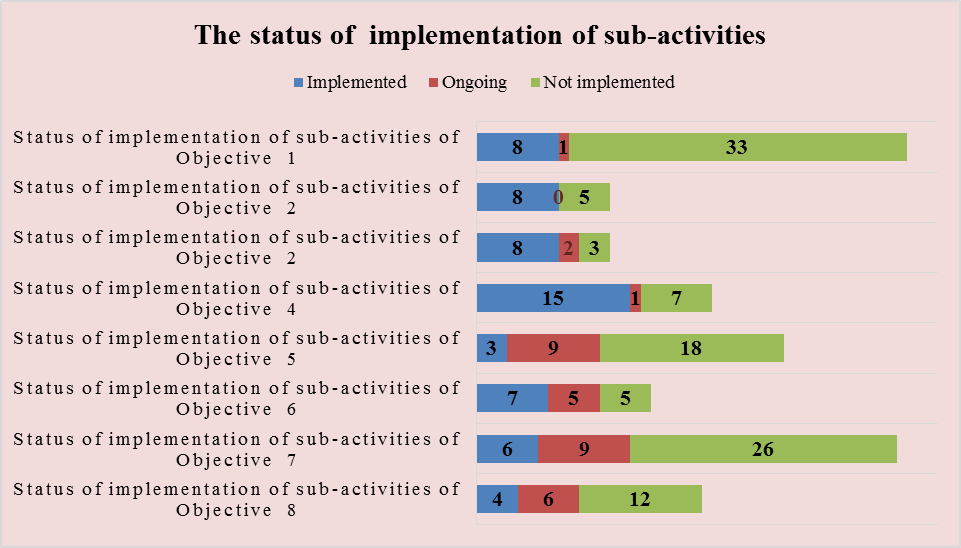 The status of implementation of sub-activities
Implemented Ongoing Not implemented
Status of implementation of sub-activities of
Objective 1
8 1 33
Status of implementation of sub-activities of
Objective 2
8 0 5
Status of implementation of sub-activities of
Objective 2
8 2 3
Status of implementation of sub-activities of
Objective 4
15 1 7
Status of implementation of sub-activities of
Objective 5
3 9 18
Status of implementation of sub-activities of
Objective 6
7 5 5
Status of implementation of sub-activities of
Objective 7
6 9 26
Status of implementation of sub-activities of
Objective 8
4 6 12